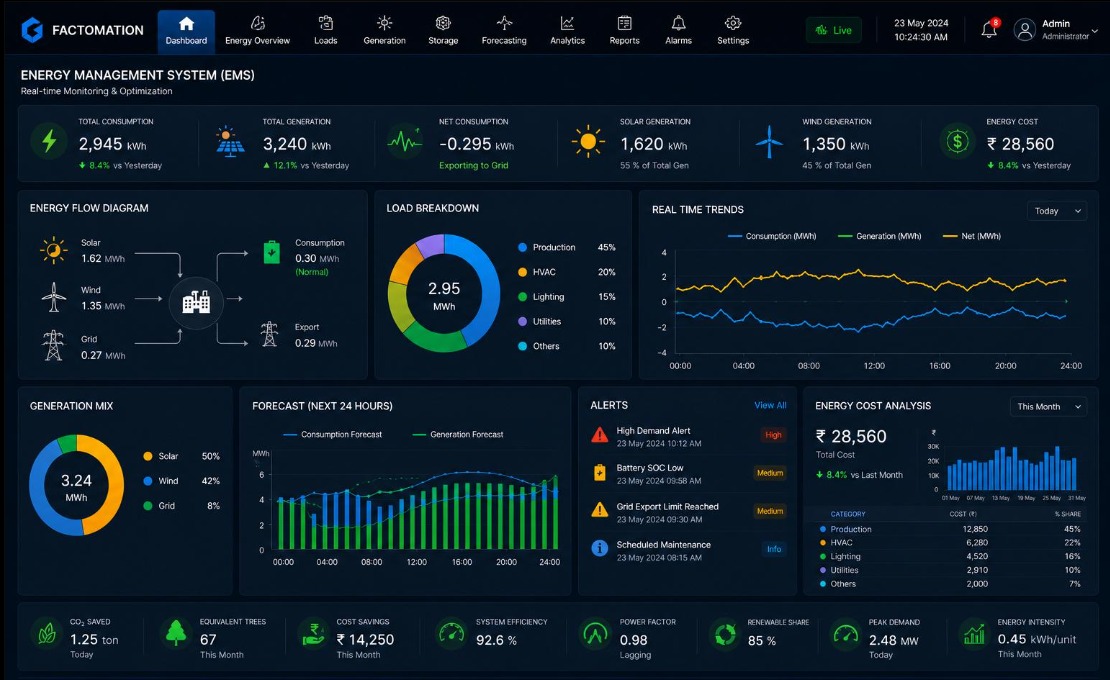 FACTOMATION
Dashboard
Energy Overview
Loads
Generation
Storage
Forecasting
Analytics
Reports
Alarms
Settings
Live
23 May 2024
10:24:30 AM
8
Admin
Administrator
ENERGY MANAGEMENT SYSTEM (EMS)
Real-time Monitoring & Optimization
TOTAL CONSUMPTION
2,945 kWh
8.4% vs Yesterday
TOTAL GENERATION
3,240 kWh
▲ 12.1% vs Yesterday
NET CONSUMPTION
-0.295 kWh
Exporting to Grid
SOLAR GENERATION
1,620 kWh
55 % of Total Gen
WIND GENERATION
1,350 kWh
45 % of Total Gen
ENERGY COST
₹ 28,560
8.4% vs Yesterday
ENERGY FLOW DIAGRAM
Solar
1.62 MWh
Wind
1.35 MWh
Grid
0.27 MWh
Consumption
0.30 MWh
(Normal)
Export
0.29 MWh
LOAD BREAKDOWN
2.95
MWh
Production 45%
HVAC 20%
Lighting 15%
Utilities 10%
Others 10%
REAL TIME TRENDS
Today
Consumption (MWh) Generation (MWh) Net (MWh)
4
2
0
-2
-4
00:00 04:00 08:00 12:00 16:00 20:00 24:00
GENERATION MIX
3.24
MWh
Solar 50%
Wind 42%
Grid 8%
FORECAST (NEXT 24 HOURS)
Consumption Forecast Generation Forecast
MWh
6
4
2
0
00:00 04:00 08:00 12:00 16:00 20:00 24:00
ALERTS
View All
High Demand Alert
23 May 2024 10:12 AM
High
Battery SOC Low
23 May 2024 09:58 AM
Medium
Grid Export Limit Reached
23 May 2024 09:30 AM
Medium
Scheduled Maintenance
23 May 2024 08:15 AM
Info
ENERGY COST ANALYSIS
This Month
₹ 28,560
Total Cost
8.4% vs Last Month
₹
30K
10K
10K
0
01 May 07 May 13 May 19 May 25 May 31 May
CATEGORY COST (₹) % SHARE
Production 12,850 45%
HVAC 6,280 22%
Lighting 4,520 16%
Utilities 2,910 10%
Others 2,000 7%
CO₂ SAVED
1.25 ton
Today
EQUIVALENT TREES
67
This Month
COST SAVINGS
₹ 14,250
This Month
SYSTEM EFFICIENCY
92.6 %
POWER FACTOR
0.98
Lagging
RENEWABLE SHARE
85 %
PEAK DEMAND
2.48 MW
Today
ENERGY INTENSITY
0.45 kWh/unit
This Month